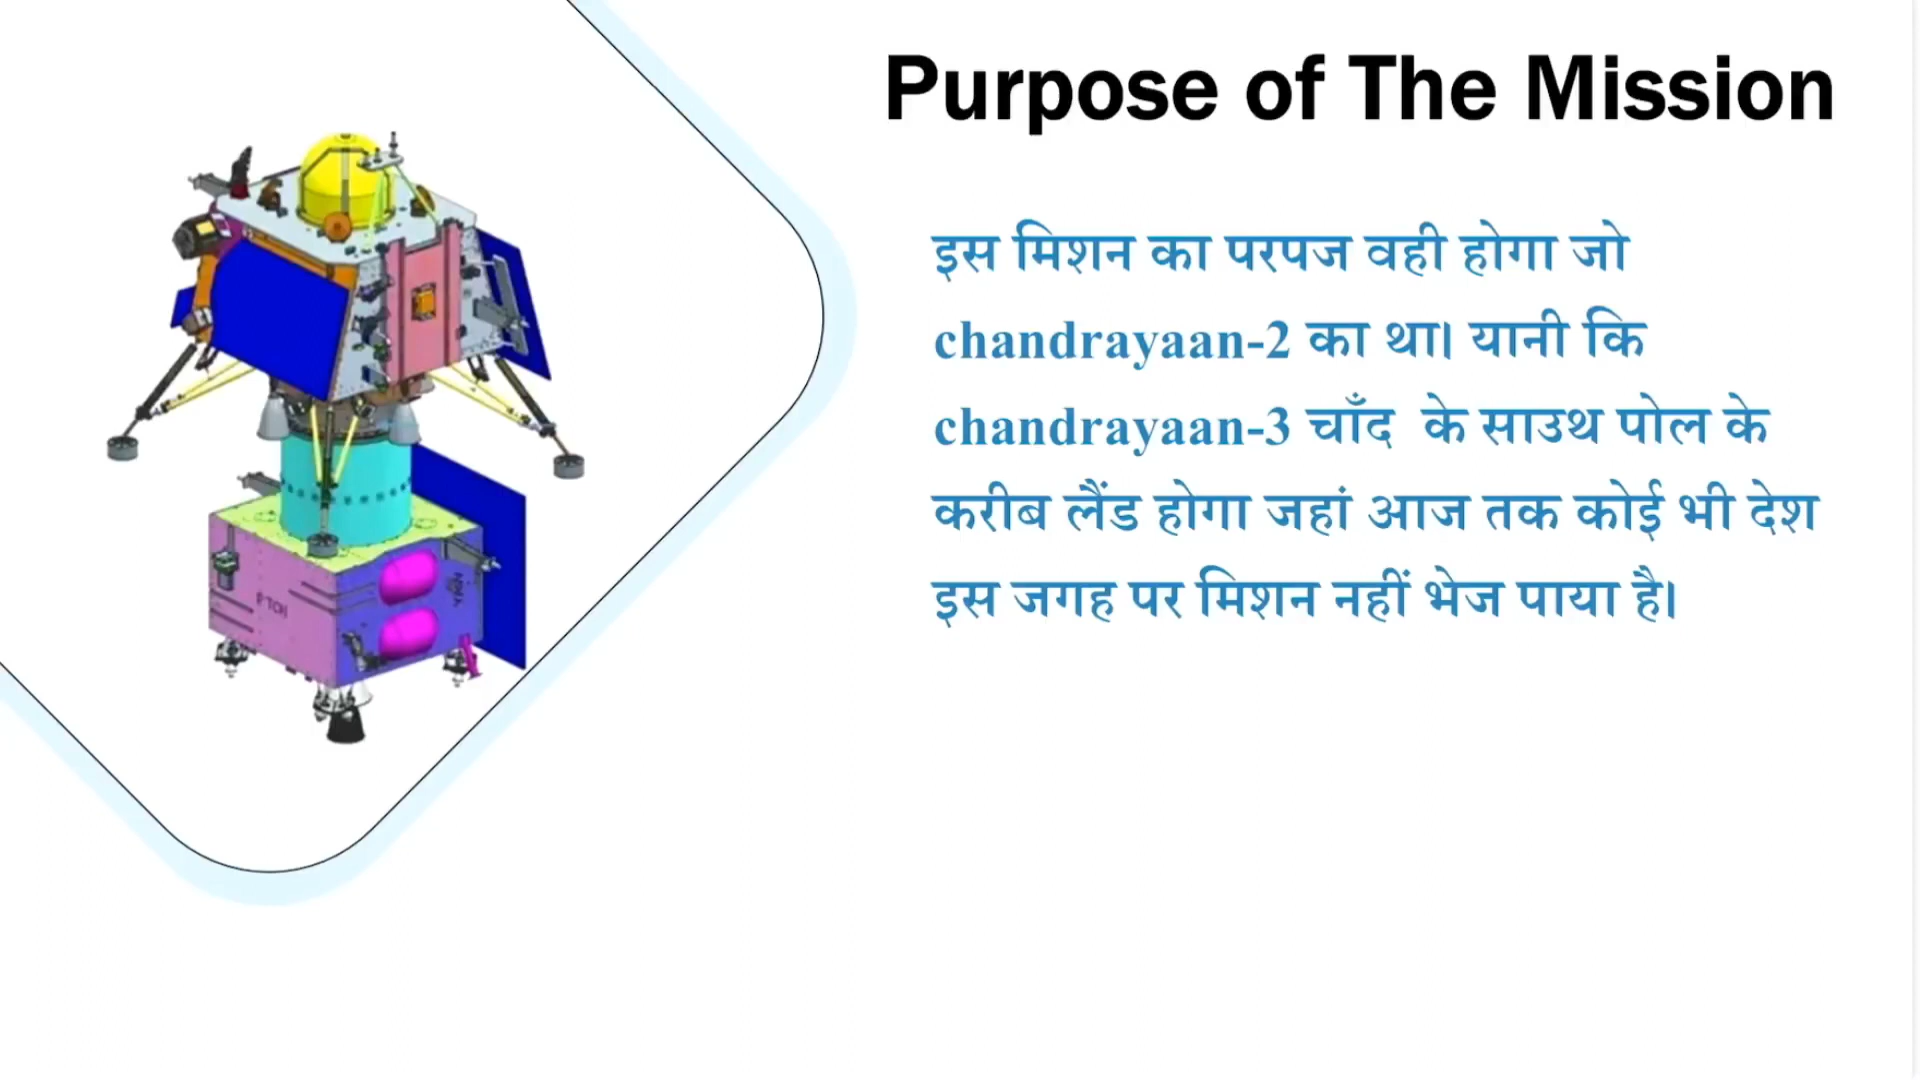 Purpose of The Mission
इस मिशन का परपज वही होगा जो
chandrayaan-2 का था। यानी कि
chandrayaan-3 चाँद के साउथ पोल के
करीब लैंड होगा जहां आज तक कोई भी देश
इस जगह पर मिशन नहीं भेज पाया है।